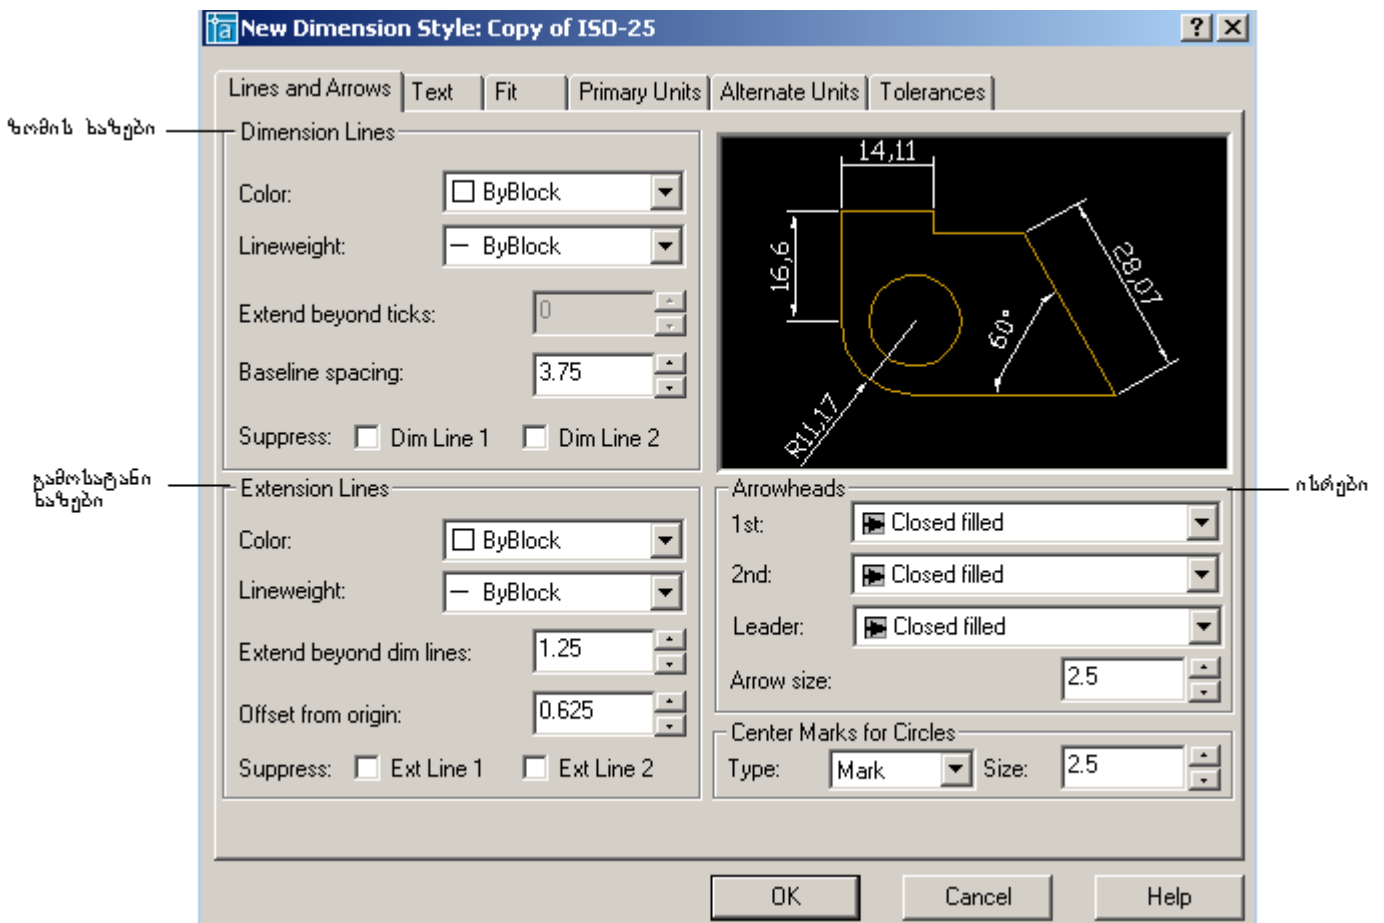 New Dimension Style: Copy of ISO-25
Lines and Arrows Text Fit Primary Units Alternate Units Tolerances
ზომის ხაზები
Dimension Lines
Color: ByBlock
Lineweight: ByBlock
Extend beyond ticks: 0
Baseline spacing: 3.75
Suppress: Dim Line 1 Dim Line 2
14,11
16,6
28,07
60°
R11,17
გამოსატანი
ხაზები
Extension Lines
Color: ByBlock
Lineweight: ByBlock
Extend beyond dim lines: 1.25
Offset from origin: 0.625
Suppress: Ext Line 1 Ext Line 2
ისრები
Arrowheads
1st: Closed filled
2nd: Closed filled
Leader: Closed filled
Arrow size: 2.5
Center Marks for Circles
Type: Mark Size: 2.5
OK Cancel Help